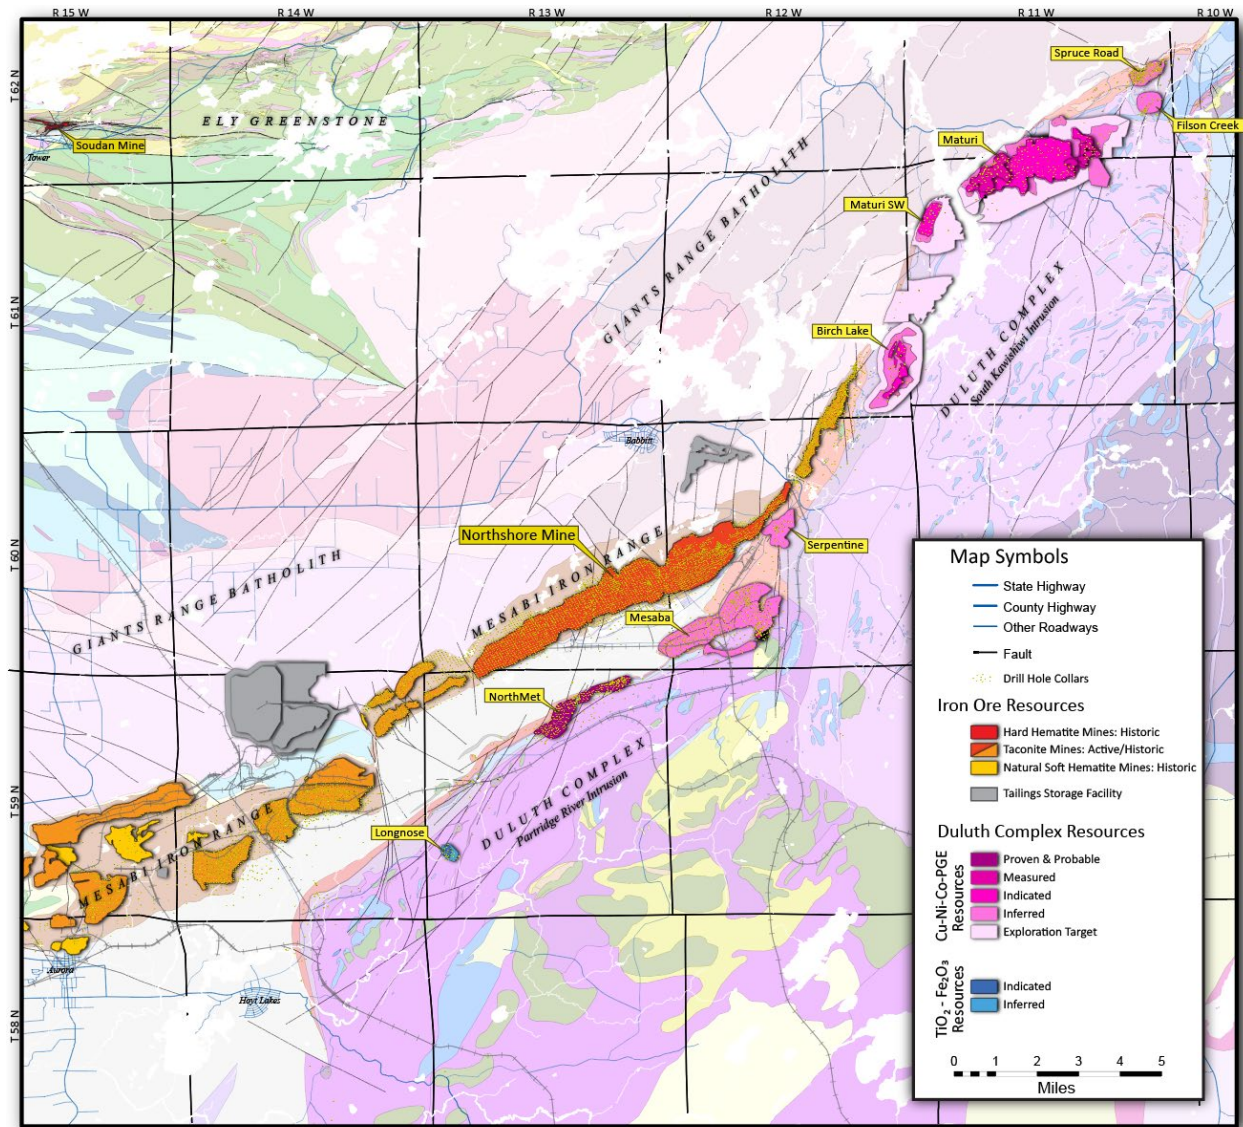 R 15 W
R 14 W
R 13 W
R 12 W
R 11 W
R 10 W
T 62 N
T 61 N
T 60 N
T 59 N
T 58 N
Spruce Road
Filson Creek
ELY GREENSTONE
Soudan Mine
Tower
Maturi
Maturi SW
GIANTS RANGE BATHOLITH
DULUTH COMPLEX
South Kawishiwi Intrusion
Birch Lake
Babbitt
Northshore Mine
MESABI IRON RANGE
Serpentine
GIANTS RANGE BATHOLITH
Mesaba
NorthMet
DULUTH COMPLEX
Partridge River Intrusion
Longnose
MESABI IRON RANGE
Aurora
Hoyt Lakes
Map Symbols
State Highway
County Highway
Other Roadways
Fault
Drill Hole Collars
Iron Ore Resources
Hard Hematite Mines: Historic
Taconite Mines: Active/Historic
Natural Soft Hematite Mines: Historic
Tailings Storage Facility
Duluth Complex Resources
Cu-Ni-Co-PGE
Resources
Proven & Probable
Measured
Indicated
Inferred
Exploration Target
TiO₂ - Fe₂O₃
Resources
Indicated
Inferred
0 1 2 3 4 5
Miles